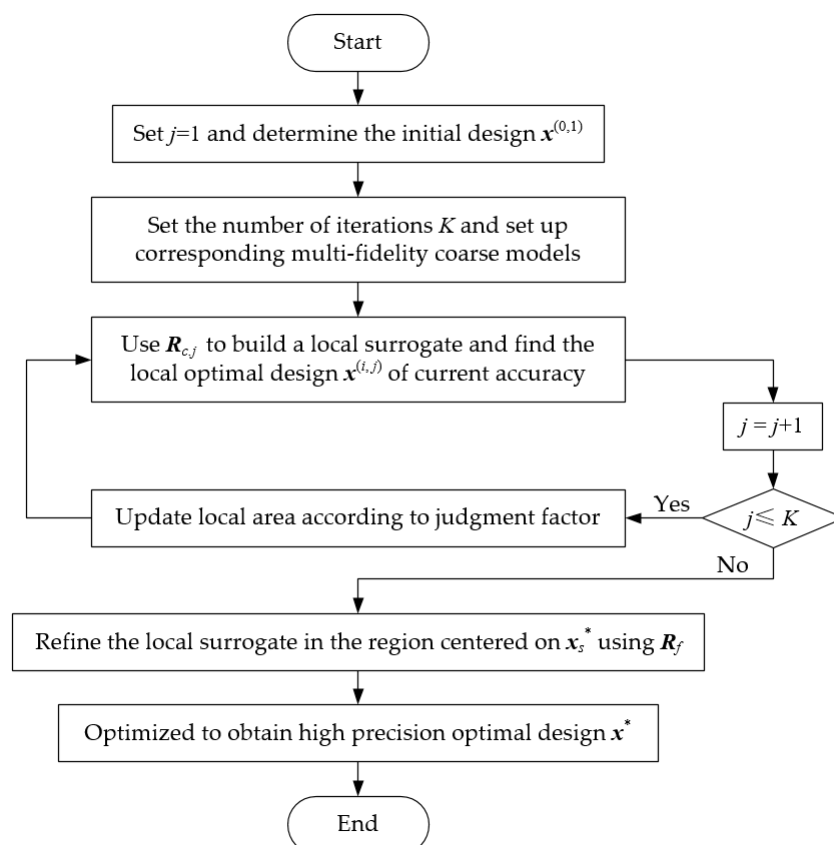 Start
Set j=1 and determine the initial design x^(0,1)
Set the number of iterations K and set up
corresponding multi-fidelity coarse models
Use R_c,j to build a local surrogate and find the
local optimal design x^(i,j) of current accuracy
j = j+1
j ≤ K
Yes
Update local area according to judgment factor
No
Refine the local surrogate in the region centered on x_s^* using R_f
Optimized to obtain high precision optimal design x^*
End